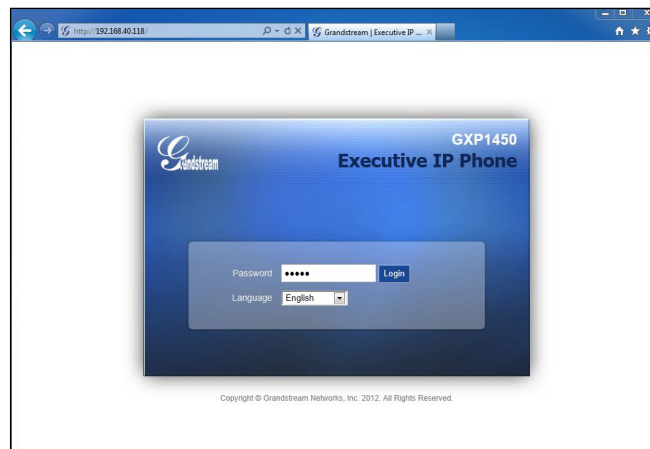 http://192.168.40.118/
Grandstream | Executive IP ...
Grandstream
GXP1450
Executive IP Phone
Password ••••• Login
Language English
Copyright © Grandstream Networks, Inc. 2012. All Rights Reserved.